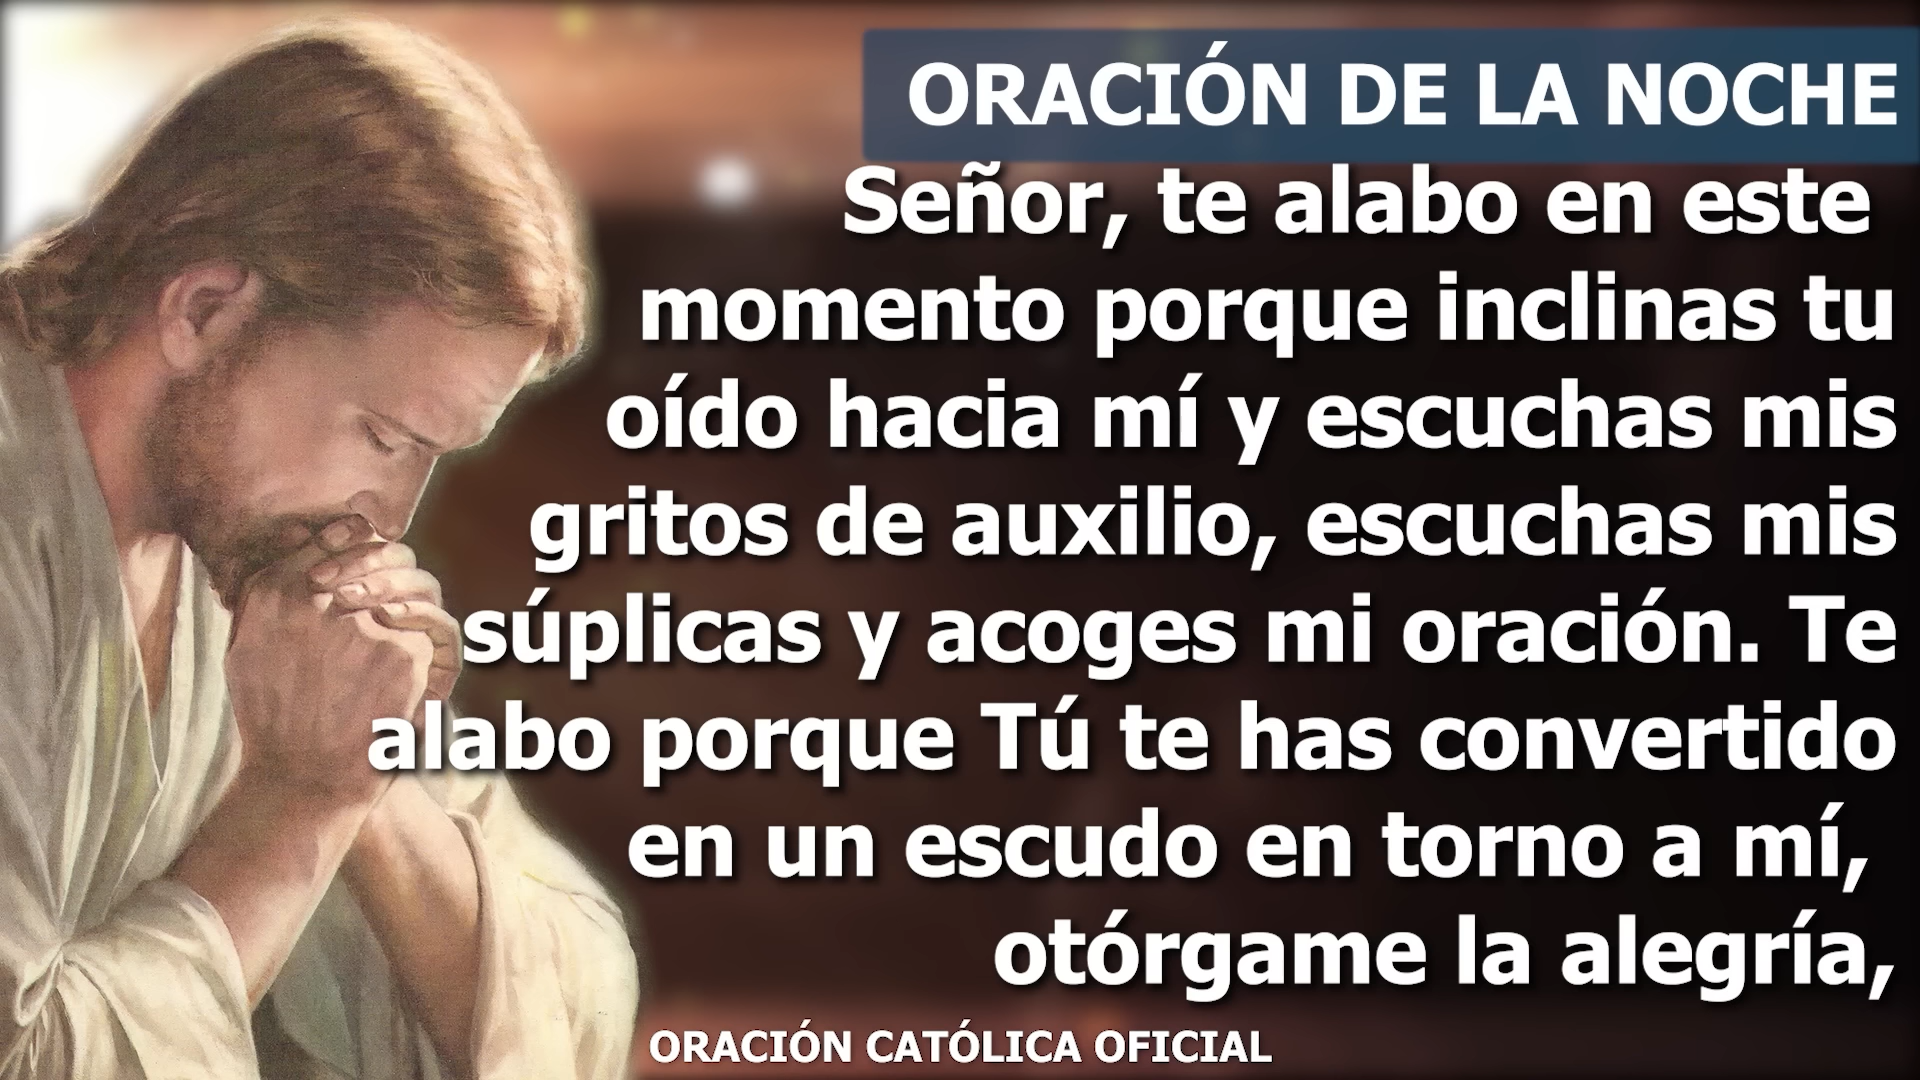 ORACIÓN DE LA NOCHE
Señor, te alabo en este
momento porque inclinas tu
oído hacia mí y escuchas mis
gritos de auxilio, escuchas mis
súplicas y acoges mi oración. Te
alabo porque Tú te has convertido
en un escudo en torno a mí,
otórgame la alegría,
ORACIÓN CATÓLICA OFICIAL